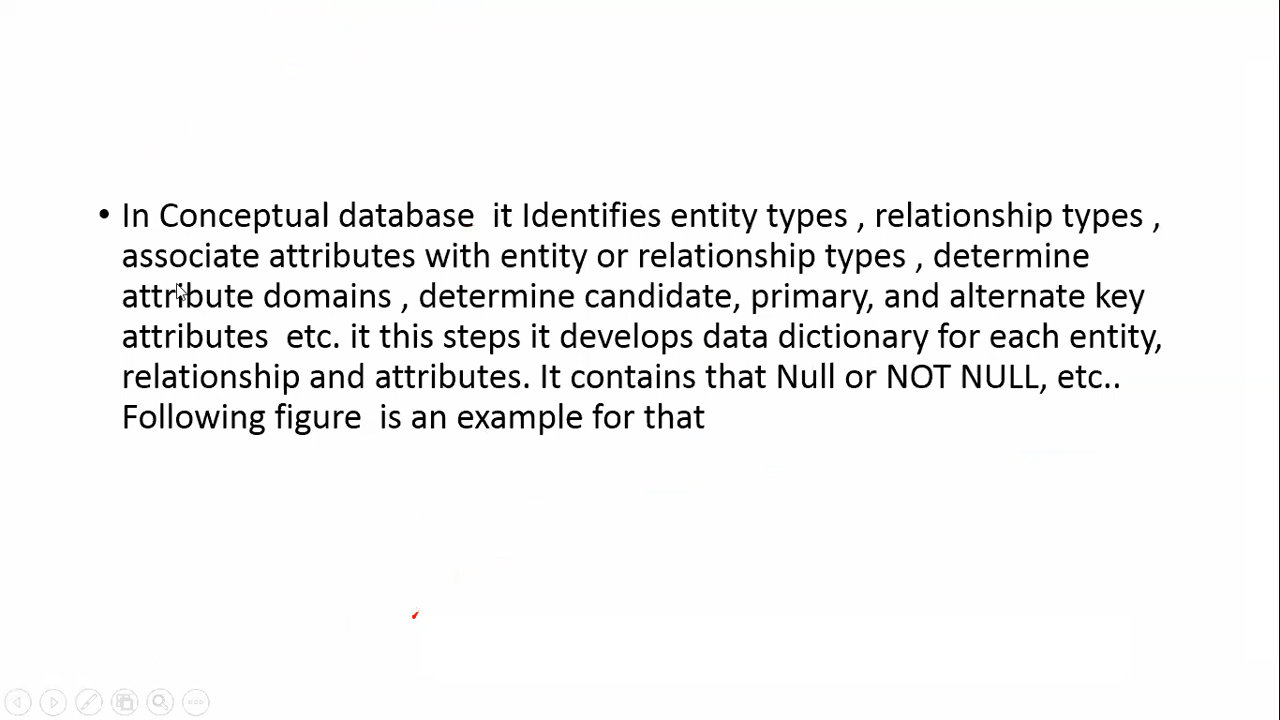 • In Conceptual database  it Identifies entity types , relationship types ,
associate attributes with entity or relationship types , determine
attribute domains , determine candidate, primary, and alternate key
attributes  etc. it this steps it develops data dictionary for each entity,
relationship and attributes. It contains that Null or NOT NULL, etc..
Following figure  is an example for that